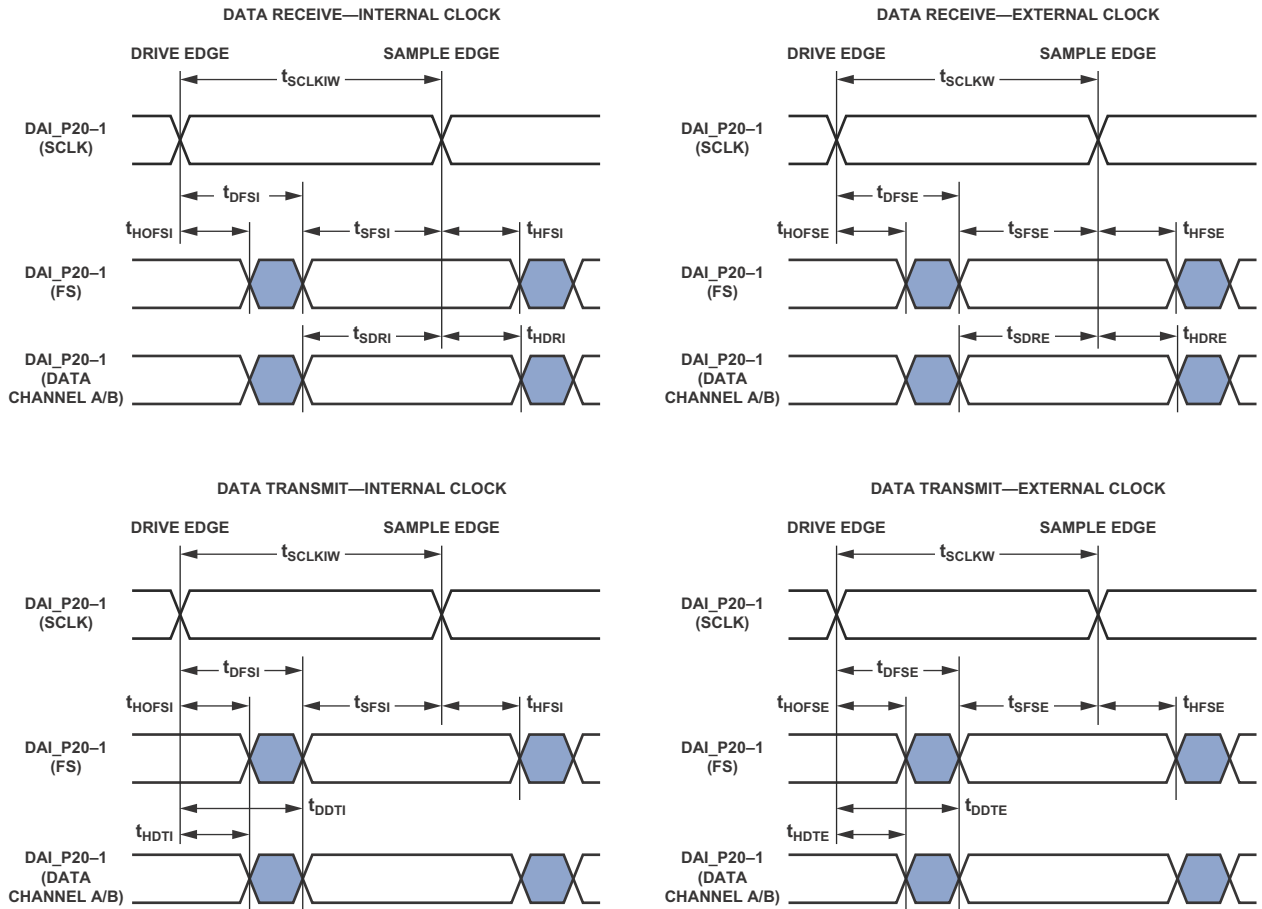 DATA RECEIVE—INTERNAL CLOCK
DRIVE EDGE
SAMPLE EDGE
tSCLKIW
DAI_P20–1
(SCLK)
tDFSI
tHOFSI
tSFSI
tHFSI
DAI_P20–1
(FS)
tSDRI
tHDRI
DAI_P20–1
(DATA
CHANNEL A/B)
DATA RECEIVE—EXTERNAL CLOCK
DRIVE EDGE
SAMPLE EDGE
tSCLKW
DAI_P20–1
(SCLK)
tDFSE
tHOFSE
tSFSE
tHFSE
DAI_P20–1
(FS)
tSDRE
tHDRE
DAI_P20–1
(DATA
CHANNEL A/B)
DATA TRANSMIT—INTERNAL CLOCK
DRIVE EDGE
SAMPLE EDGE
tSCLKIW
DAI_P20–1
(SCLK)
tDFSI
tHOFSI
tSFSI
tHFSI
DAI_P20–1
(FS)
tDDTI
tHDTI
DAI_P20–1
(DATA
CHANNEL A/B)
DATA TRANSMIT—EXTERNAL CLOCK
DRIVE EDGE
SAMPLE EDGE
tSCLKW
DAI_P20–1
(SCLK)
tDFSE
tHOFSE
tSFSE
tHFSE
DAI_P20–1
(FS)
tDDTE
tHDTE
DAI_P20–1
(DATA
CHANNEL A/B)